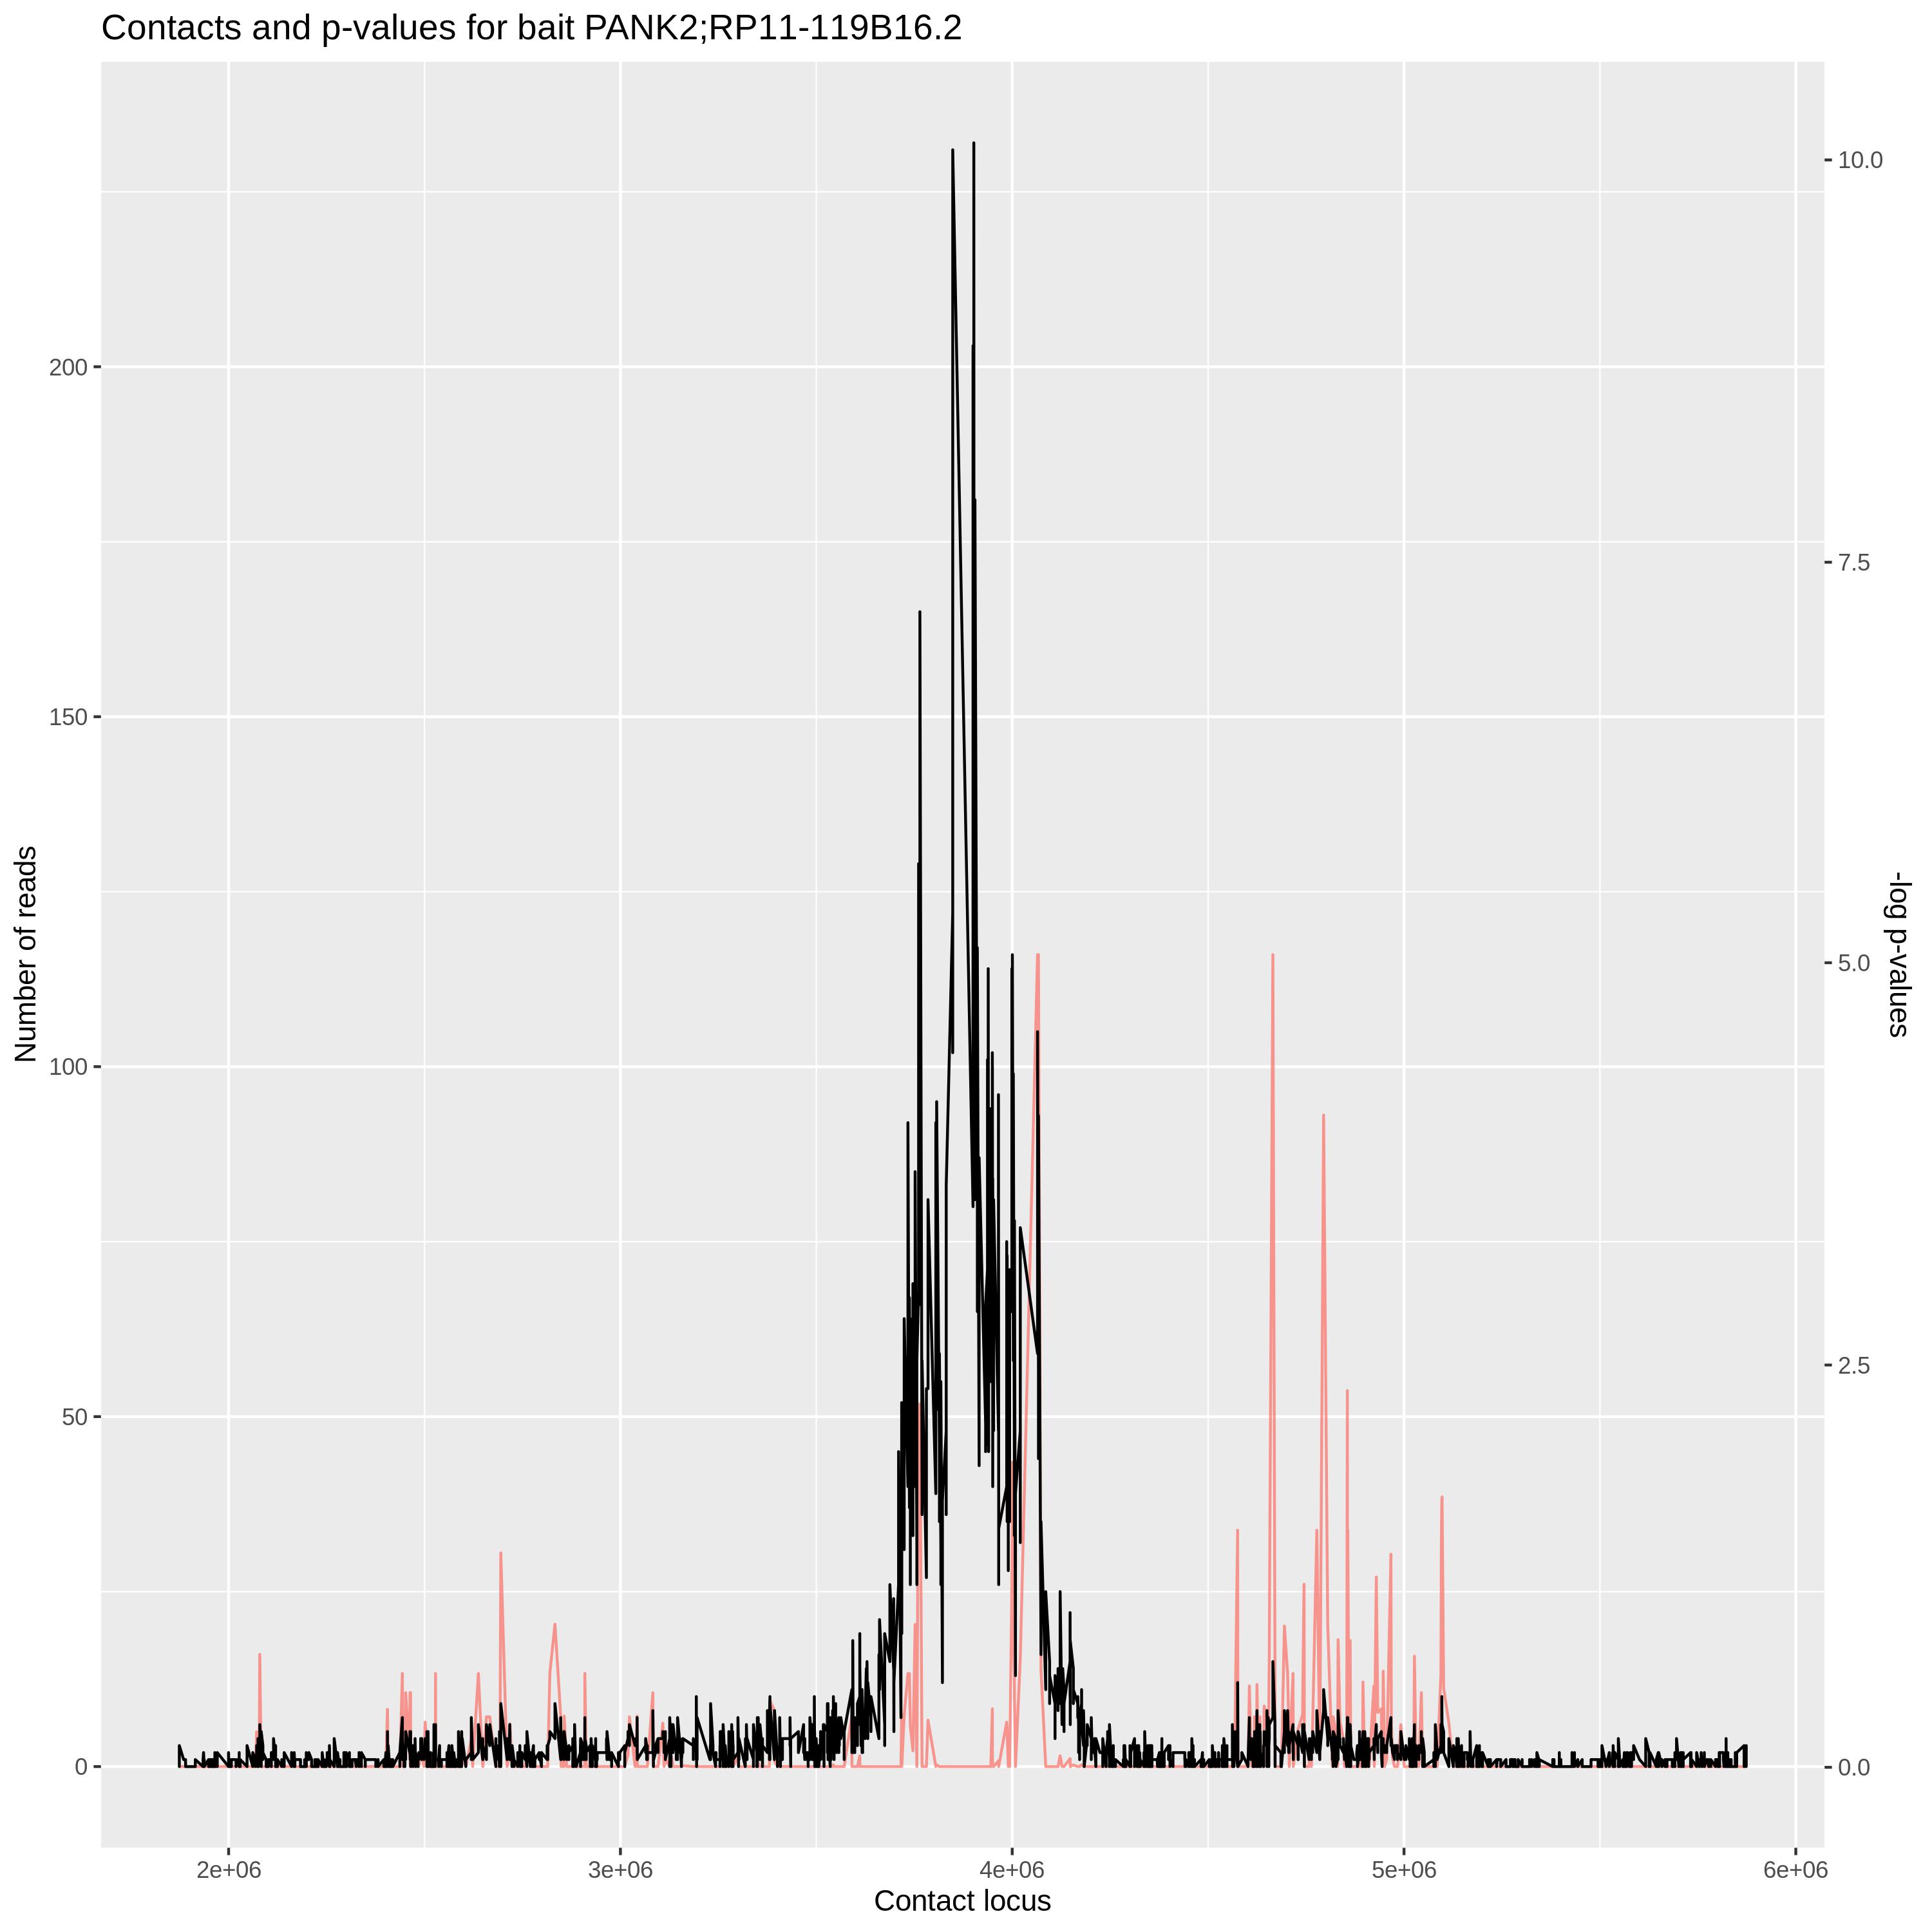 Contacts and p-values for bait PANK2;RP11-119B16.2
Number of reads
200
150
100
50
0
10.0
7.5
5.0
2.5
0.0
-log p-values
2e+06
3e+06
4e+06
5e+06
6e+06
Contact locus